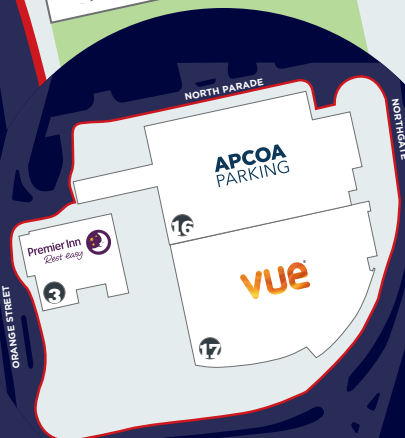 NORTH PARADE
NORTHGATE
APCOA
PARKING
16
Premier Inn
Rest easy
3
vue
17
ORANGE STREET